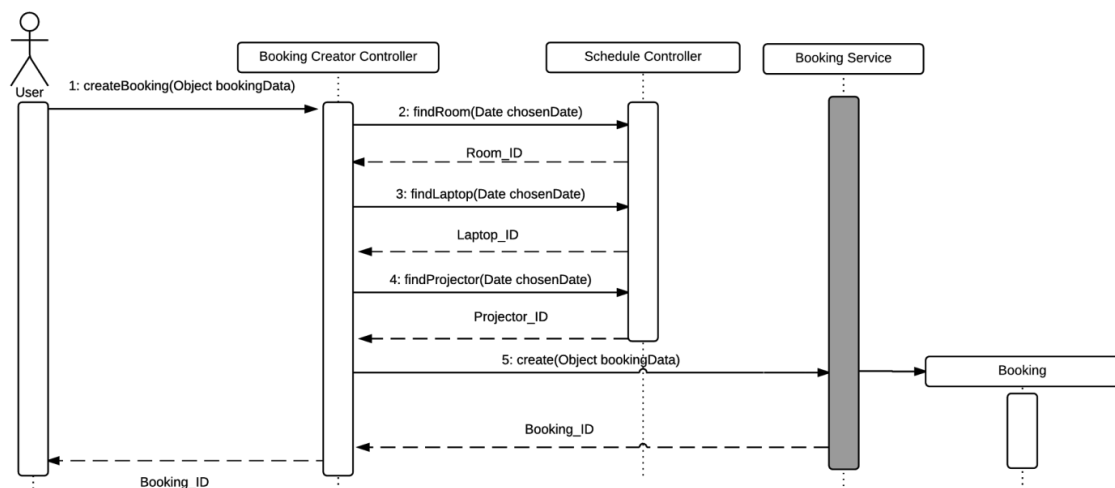 Booking Creator Controller
Schedule Controller
Booking Service
User
1: createBooking(Object bookingData)
2: findRoom(Date chosenDate)
Room_ID
3: findLaptop(Date chosenDate)
Laptop_ID
4: findProjector(Date chosenDate)
Projector_ID
5: create(Object bookingData)
Booking
Booking_ID
Booking_ID